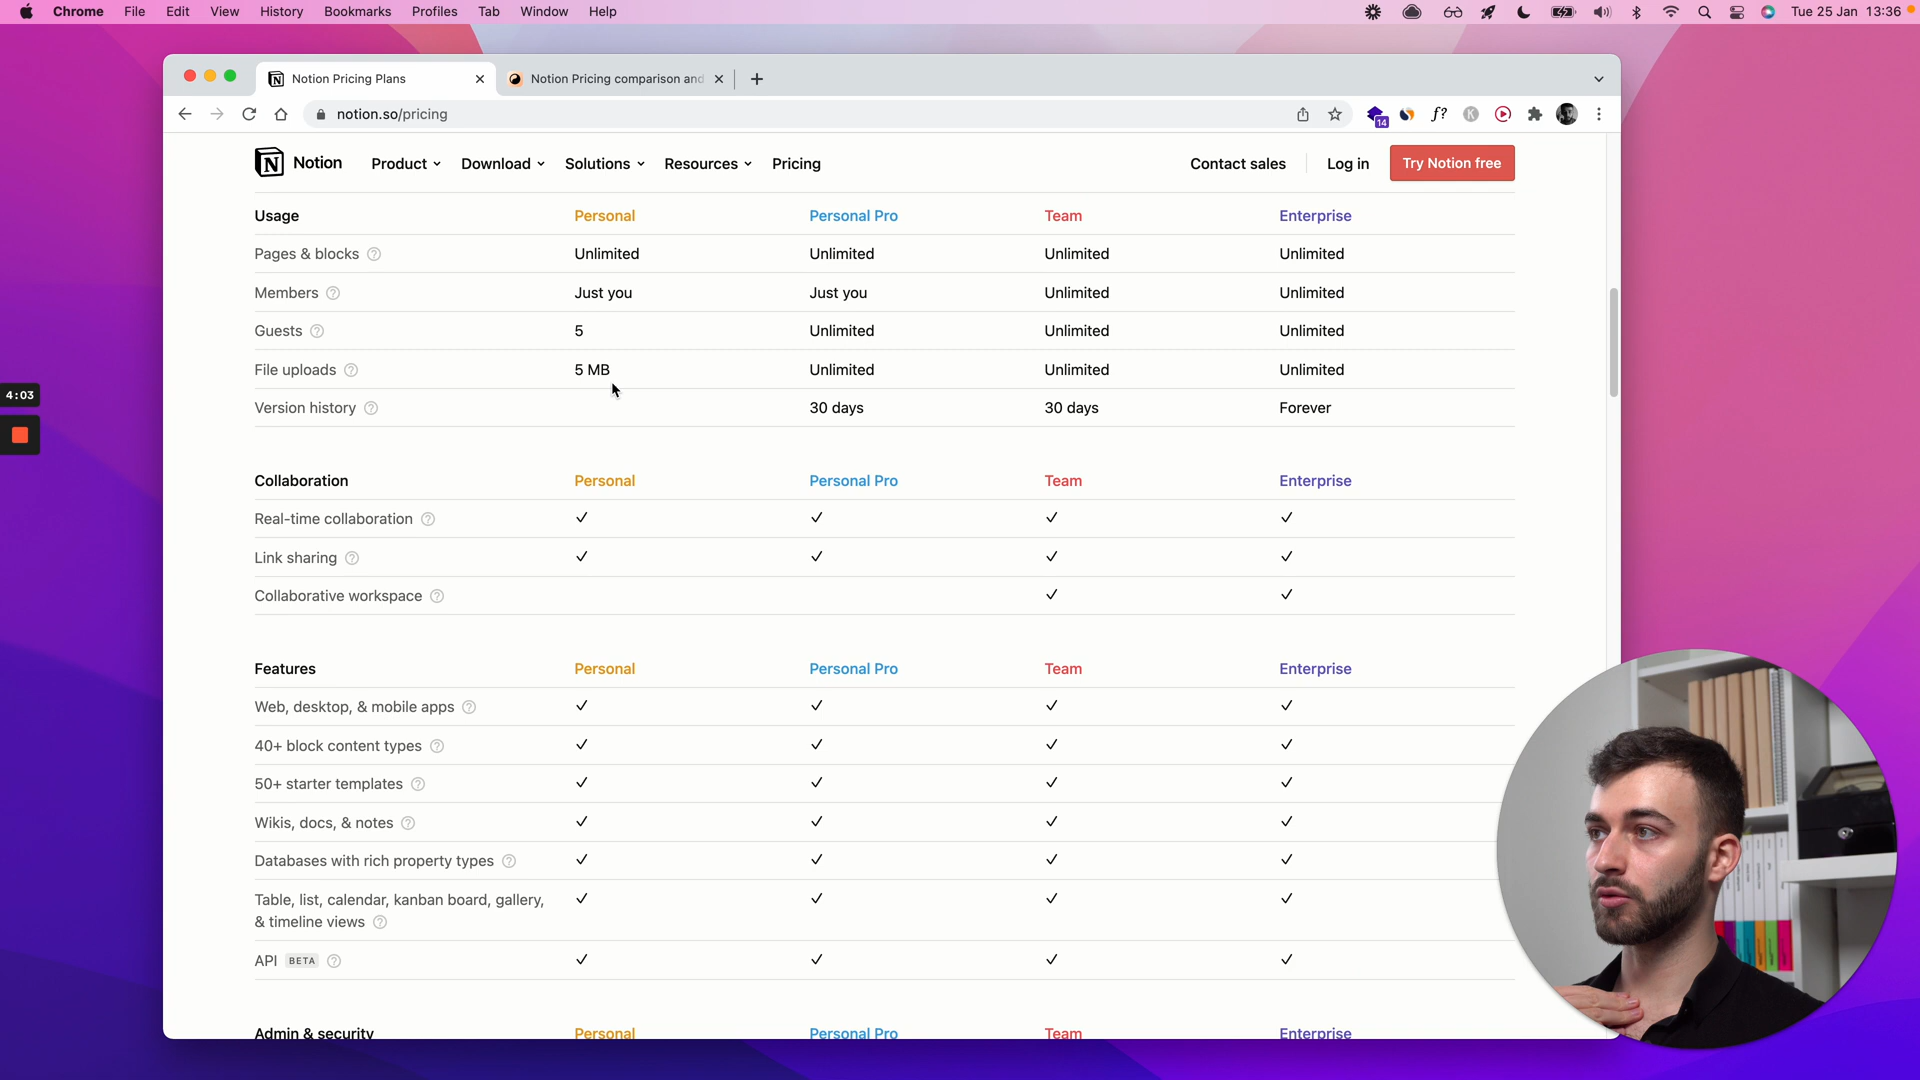 Chrome File Edit View History Bookmarks Profiles Tab Window Help Tue 25 Jan 13:36
Notion Pricing Plans Notion Pricing comparison and
notion.so/pricing 14 f?
Notion Product Download Solutions Resources Pricing Contact sales Log in Try Notion free
Usage Personal Personal Pro Team Enterprise
Pages & blocks Unlimited Unlimited Unlimited Unlimited
Members Just you Just you Unlimited Unlimited
Guests 5 Unlimited Unlimited Unlimited
File uploads 5 MB Unlimited Unlimited Unlimited
4:03
Version history 30 days 30 days Forever
Collaboration Personal Personal Pro Team Enterprise
Real-time collaboration
Link sharing
Collaborative workspace
Features Personal Personal Pro Team Enterprise
Web, desktop, & mobile apps
40+ block content types
50+ starter templates
Wikis, docs, & notes
Databases with rich property types
Table, list, calendar, kanban board, gallery,
& timeline views
API BETA
Admin & security Personal Personal Pro Team Enterprise